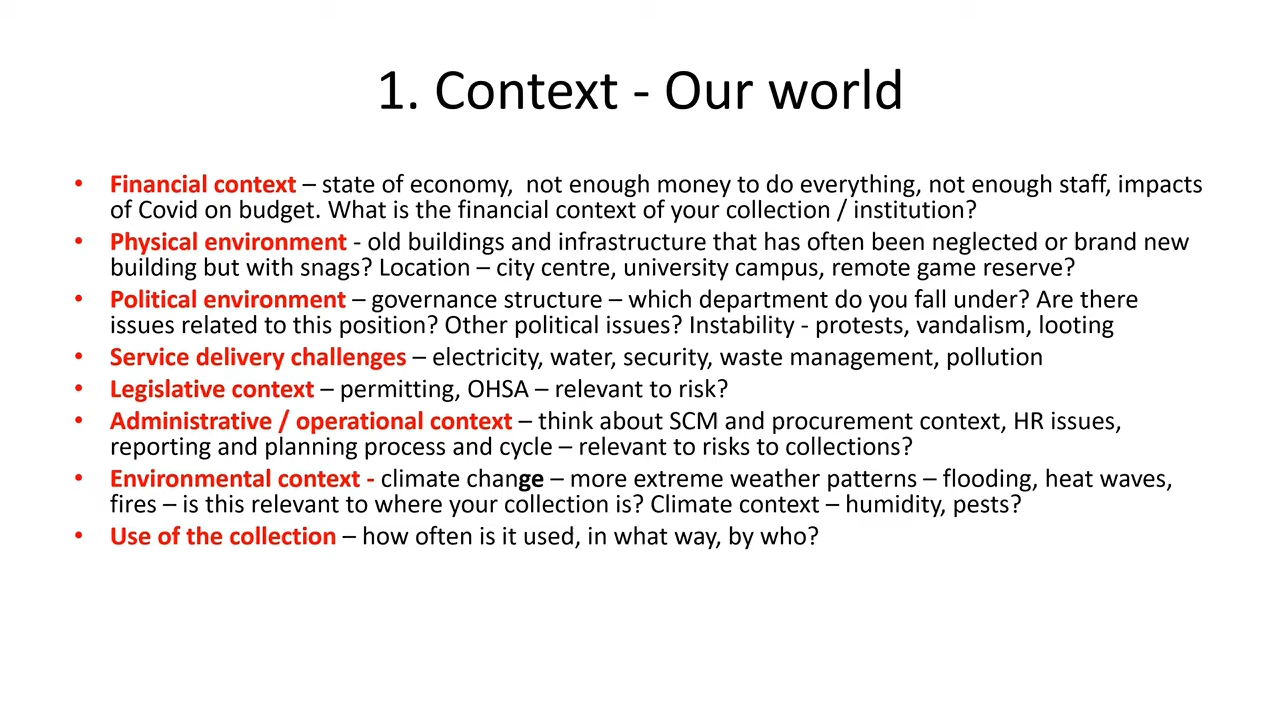 1. Context - Our world
• Financial context – state of economy,  not enough money to do everything, not enough staff, impacts
of Covid on budget. What is the financial context of your collection / institution?
• Physical environment - old buildings and infrastructure that has often been neglected or brand new
building but with snags? Location – city centre, university campus, remote game reserve?
• Political environment – governance structure – which department do you fall under? Are there
issues related to this position? Other political issues? Instability - protests, vandalism, looting
• Service delivery challenges – electricity, water, security, waste management, pollution
• Legislative context – permitting, OHSA – relevant to risk?
• Administrative / operational context – think about SCM and procurement context, HR issues,
reporting and planning process and cycle – relevant to risks to collections?
• Environmental context - climate change – more extreme weather patterns – flooding, heat waves,
fires – is this relevant to where your collection is? Climate context – humidity, pests?
• Use of the collection – how often is it used, in what way, by who?